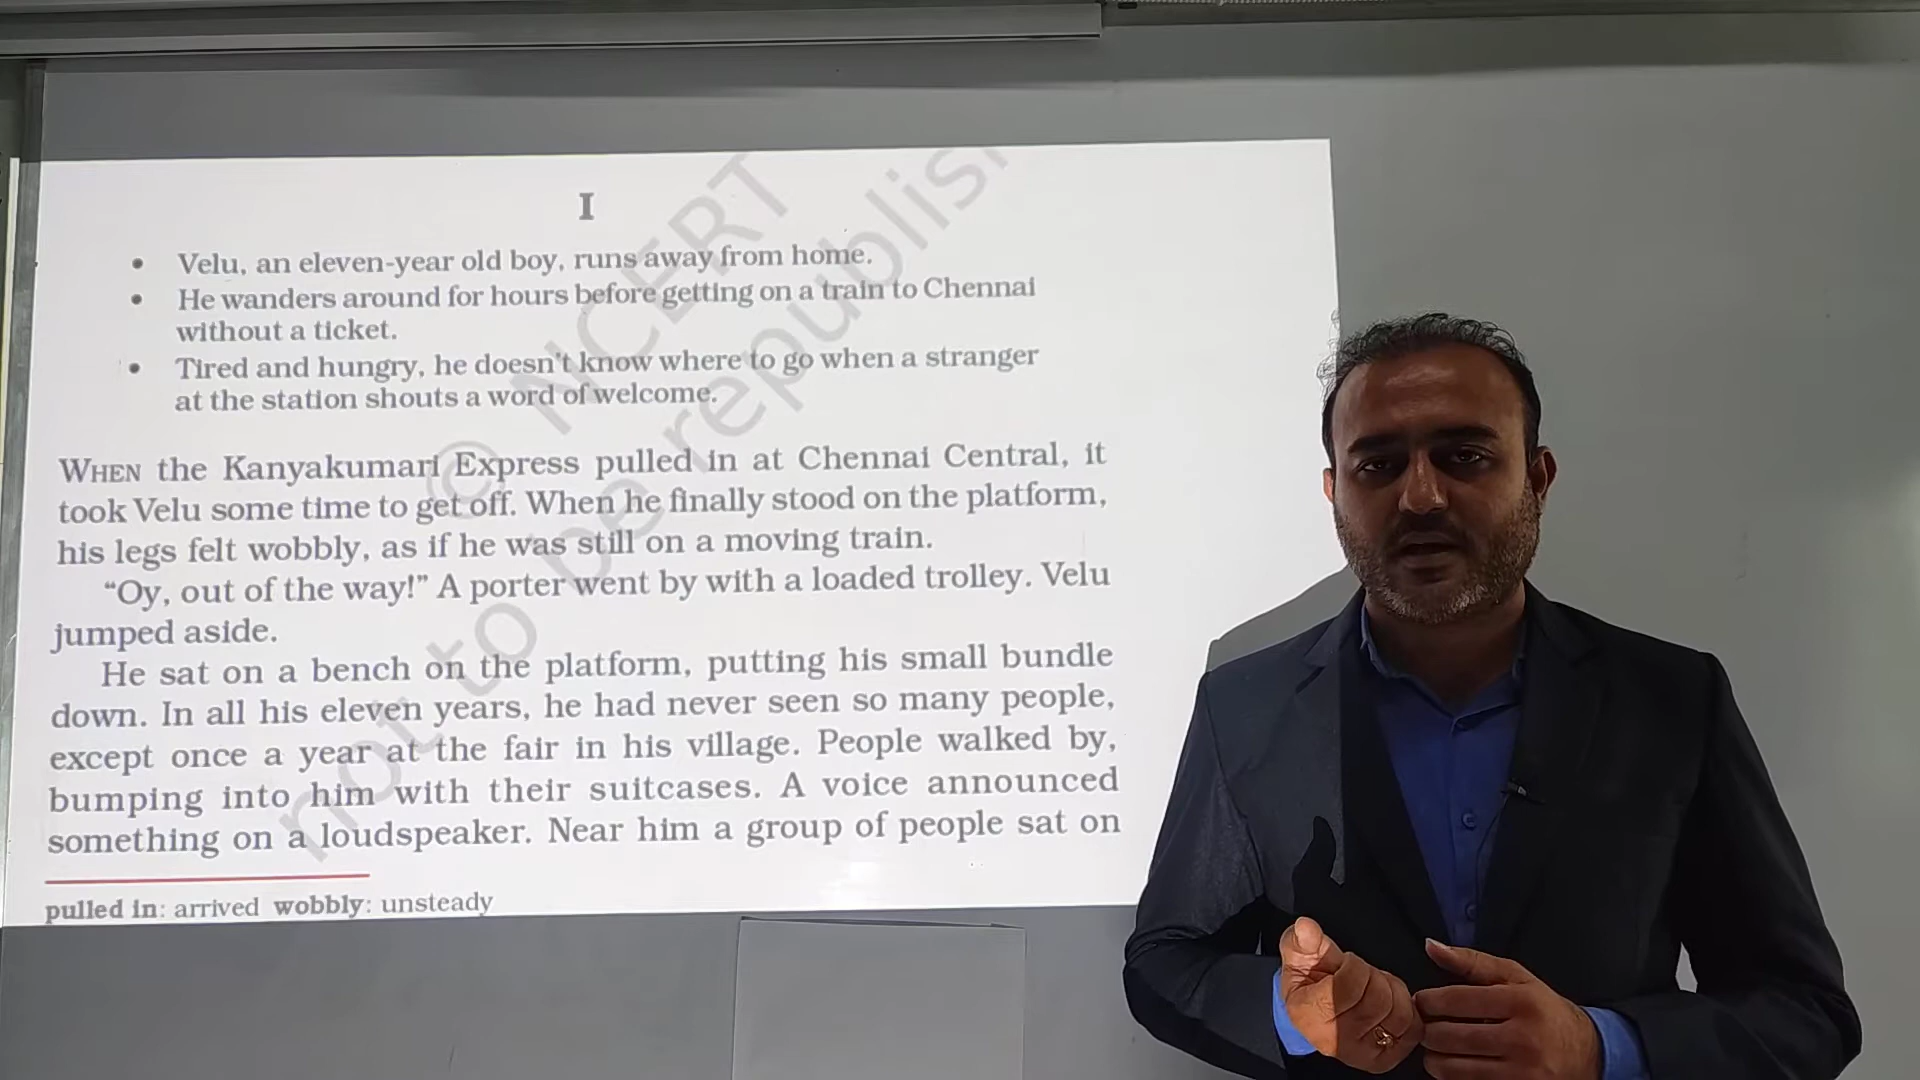 I
• Velu, an eleven-year old boy, runs away from home.
• He wanders around for hours before getting on a train to Chennai
without a ticket.
• Tired and hungry, he doesn't know where to go when a stranger
at the station shouts a word of welcome.
WHEN the Kanyakumari Express pulled in at Chennai Central, it
took Velu some time to get off. When he finally stood on the platform,
his legs felt wobbly, as if he was still on a moving train.
“Oy, out of the way!” A porter went by with a loaded trolley. Velu
jumped aside.
He sat on a bench on the platform, putting his small bundle
down. In all his eleven years, he had never seen so many people,
except once a year at the fair in his village. People walked by,
bumping into him with their suitcases. A voice announced
something on a loudspeaker. Near him a group of people sat on
pulled in: arrived wobbly: unsteady
© NCERT
not to be